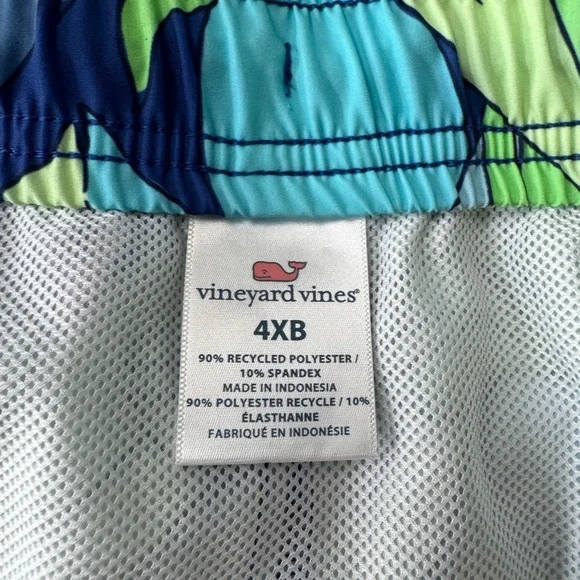 vineyard vines®
4XB
90% RECYCLED POLYESTER /
10% SPANDEX
MADE IN INDONESIA
90% POLYESTER RECYCLE / 10%
ÉLASTHANNE
FABRIQUÉ EN INDONÉSIE